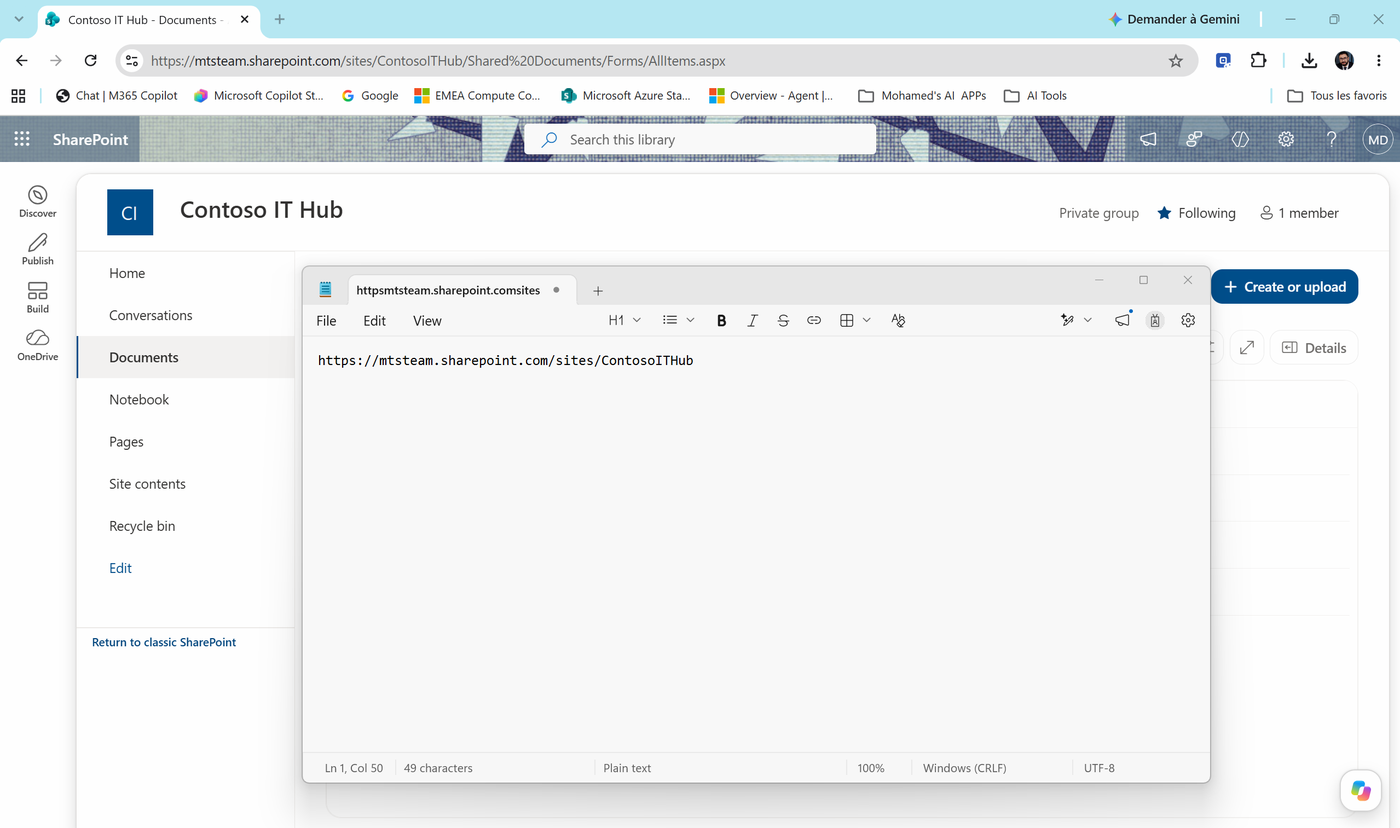 Contoso IT Hub - Documents -
Demander à Gemini
https://mtsteam.sharepoint.com/sites/ContosoITHub/Shared%20Documents/Forms/AllItems.aspx
Chat | M365 Copilot
Microsoft Copilot St...
Google
EMEA Compute Co...
Microsoft Azure Sta...
Overview - Agent |...
Mohamed's AI APPs
AI Tools
Tous les favoris
SharePoint
Search this library
MD
Discover
Publish
Build
OneDrive
CI
Contoso IT Hub
Private group
Following
1 member
Home
Conversations
Documents
Notebook
Pages
Site contents
Recycle bin
Edit
Return to classic SharePoint
Create or upload
Details
httpsmtsteam.sharepoint.comsites
File
Edit
View
H1
B
I
S
https://mtsteam.sharepoint.com/sites/ContosoITHub
Ln 1, Col 50
49 characters
Plain text
100%
Windows (CRLF)
UTF-8